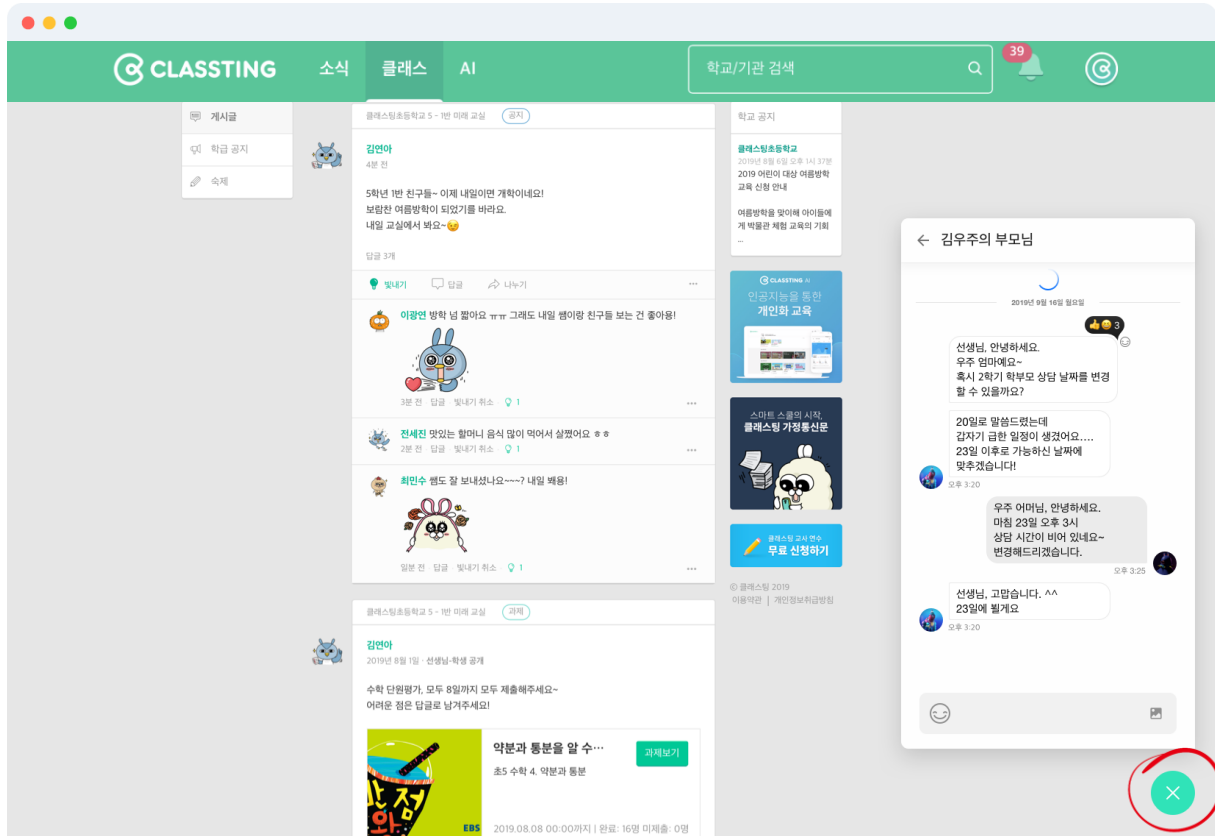 CLASSTING
소식
클래스
AI
학교/기관 검색
39
게시글
학급 공지
숙제
클래스팅초등학교 5 - 1반 미래 교실
공지
김연아
4분 전
5학년 1반 친구들~ 이제 내일이면 개학이네요!
보람찬 여름방학이 되었기를 바라요.
내일 교실에서 봐요~😉
답글 3개
빛내기
답글
나누기
이광연 방학 넘 짧아요 ㅠㅠ 그래도 내일 쌤이랑 친구들 보는 건 좋아용!
3분 전 · 답글 · 빛내기 취소 · 1
전세진 맛있는 할머니 음식 많이 먹어서 살쪘어요 ㅎㅎ
2분 전 · 답글 · 빛내기 취소 · 1
최민수 쌤도 잘 보내셨나요~~~? 내일 봬용!
일분 전 · 답글 · 빛내기 취소 · 1
클래스팅초등학교 5 - 1반 미래 교실
과제
김연아
2019년 8월 1일 · 선생님-학생 공개
수학 단원평가, 모두 8일까지 모두 제출해주세요~
어려운 점은 답글로 남겨주세요!
약분과 통분을 알 수…
과제보기
초5 수학 4. 약분과 통분
만점
왕
EBS
2019.08.08 00:00까지 | 완료: 16명 미제출: 0명
학교 공지
클래스팅초등학교
2019년 8월 6일 오후 1시 37분
2019 어린이 대상 여름방학
교육 신청 안내
여름방학을 맞이해 아이들에
게 박물관 체험 교육의 기회
...
CLASSTING AI
인공지능을 통한
개인화 교육
스마트 스쿨의 시작,
클래스팅 가정통신문
클래스팅 교사 연수
무료 신청하기
© 클래스팅 2019
이용약관 | 개인정보취급방침
김우주의 부모님
2019년 9월 16일 월요일
👍😄 3
선생님, 안녕하세요.
우주 엄마예요~
혹시 2학기 학부모 상담 날짜를 변경
할 수 있을까요?
20일로 말씀드렸는데
갑자기 급한 일정이 생겼어요....
23일 이후로 가능하신 날짜에
맞추겠습니다!
오후 3:20
우주 어머님, 안녕하세요.
마침 23일 오후 3시
상담 시간이 비어 있네요~
변경해드리겠습니다.
오후 3:25
선생님, 고맙습니다. ^^
23일에 뵐게요
오후 3:20